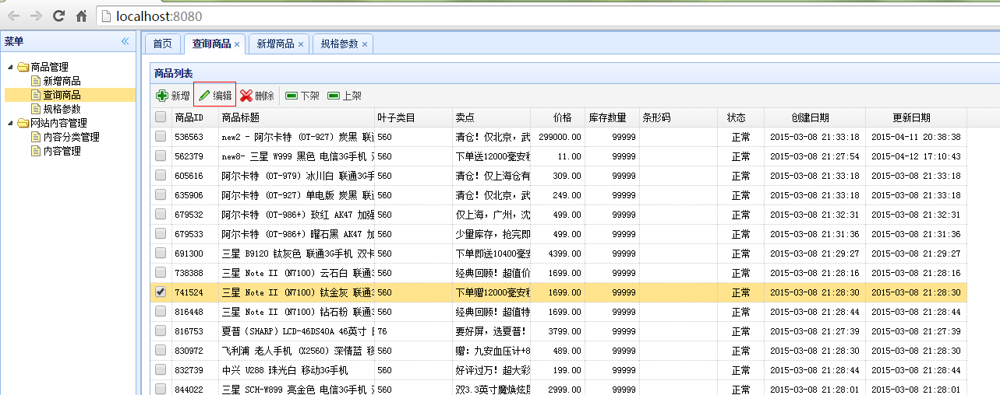 localhost:8080
菜单
首页 查询商品 新增商品 规格参数
商品管理
新增商品
查询商品
规格参数
网站内容管理
内容分类管理
内容管理
商品列表
新增 编辑 删除 下架 上架
商品ID 商品标题 叶子类目 卖点 价格 库存数量 条形码 状态 创建日期 更新日期
536563 new2 - 阿尔卡特 (OT-927) 炭黑 联 560 清仓！仅北京，武 299000.00 99999 正常 2015-03-08 21:33:18 2015-04-11 20:38:38
562379 new8- 三星 W999 黑色 电信3G手机 560 下单送12000毫安 11.00 99999 正常 2015-03-08 21:27:54 2015-04-12 17:10:43
605616 阿尔卡特 (OT-979) 冰川白 联通3G手 560 清仓！仅上海仓有 309.00 99999 正常 2015-03-08 21:33:18 2015-03-08 21:33:18
635906 阿尔卡特 (OT-927) 单电版 炭黑 联 560 清仓！仅北京，武 249.00 99999 正常 2015-03-08 21:33:18 2015-03-08 21:33:18
679532 阿尔卡特 (OT-986+) 玫红 AK47 加强 560 仅上海，广州，沈 499.00 99999 正常 2015-03-08 21:32:31 2015-03-08 21:32:31
679533 阿尔卡特 (OT-986+) 曜石黑 AK47 加 560 少量库存，抢完即 499.00 99999 正常 2015-03-08 21:31:36 2015-03-08 21:31:36
691300 三星 B9120 钛灰色 联通3G手机 双卡 560 下单即送10400毫安 4399.00 99999 正常 2015-03-08 21:29:27 2015-03-08 21:29:27
738388 三星 Note II (N7100) 云石白 联通3 560 经典回顾！超值价 1699.00 99999 正常 2015-03-08 21:28:16 2015-03-08 21:28:16
741524 三星 Note II (N7100) 钛金灰 联通3 560 下单赠12000毫安 1699.00 99999 正常 2015-03-08 21:28:30 2015-03-08 21:28:30
816448 三星 Note II (N7100) 钻石粉 联通3 560 经典回顾！超值特 1699.00 99999 正常 2015-03-08 21:28:44 2015-03-08 21:28:44
816753 夏普（SHARP）LCD-46DS40A 46英寸 76 要好屏，选夏普！ 3799.00 99999 正常 2015-03-08 21:27:39 2015-03-08 21:27:39
830972 飞利浦 老人手机 (X2560) 深情蓝 移 560 赠：九安血压计+8 489.00 99999 正常 2015-03-08 21:28:30 2015-03-08 21:28:30
832739 中兴 U288 珠光白 移动3G手机 560 好评过万！超大彩 199.00 99999 正常 2015-03-08 21:28:44 2015-03-08 21:28:44
844022 三星 SCH-W899 亮金色 电信3G手机 560 双3.3英寸魔焕炫 2999.00 99999 正常 2015-03-08 21:28:01 2015-03-08 21:28:01